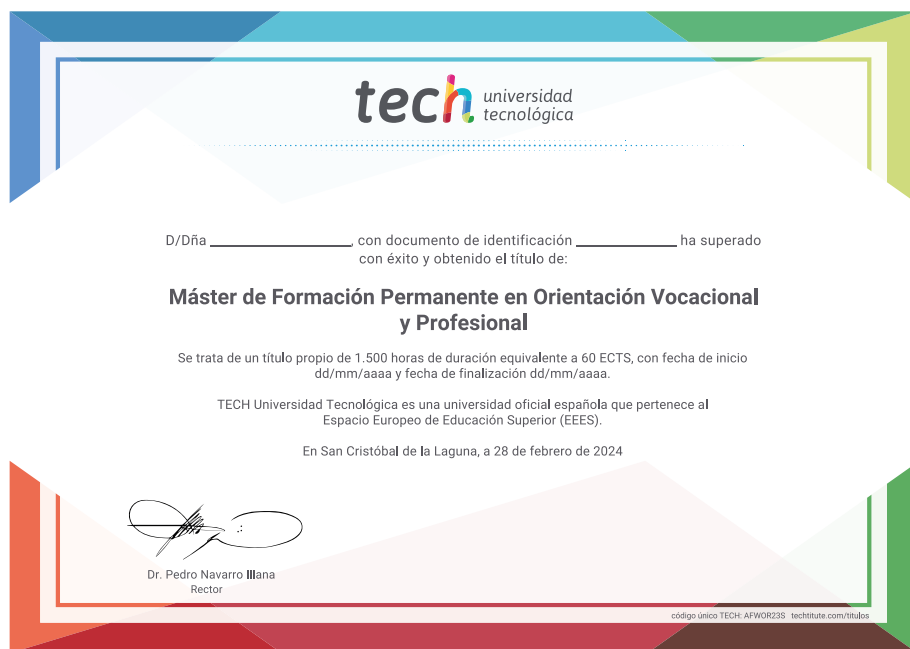 tech universidad
tecnológica
D/Dña ______________, con documento de identificación __________ ha superado
con éxito y obtenido el título de:
Máster de Formación Permanente en Orientación Vocacional
y Profesional
Se trata de un título propio de 1.500 horas de duración equivalente a 60 ECTS, con fecha de inicio
dd/mm/aaaa y fecha de finalización dd/mm/aaaa.
TECH Universidad Tecnológica es una universidad oficial española que pertenece al
Espacio Europeo de Educación Superior (EEES).
En San Cristóbal de la Laguna, a 28 de febrero de 2024
Dr. Pedro Navarro Illana
Rector
código único TECH: AFWOR23S techtitute.com/titulos